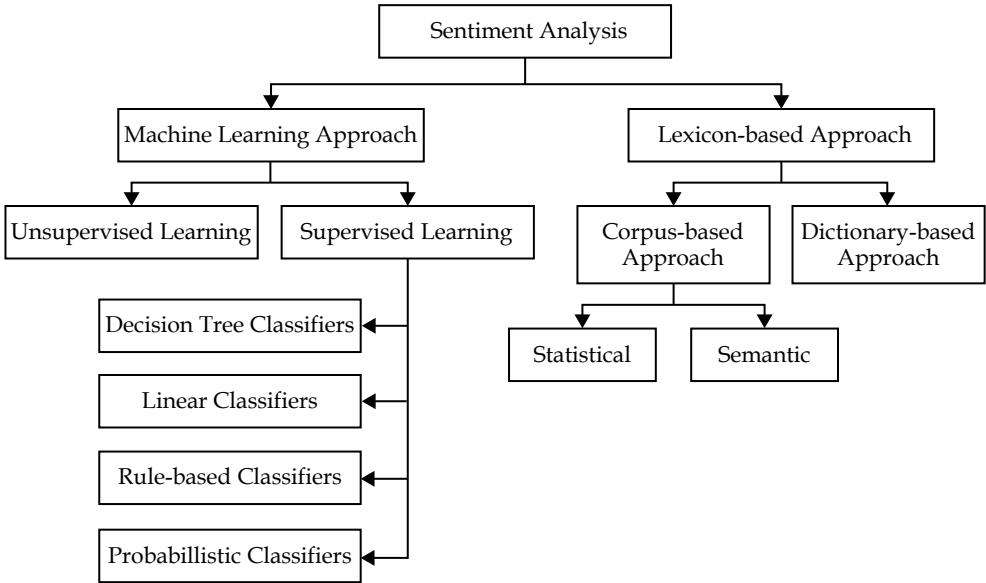 Sentiment Analysis
Machine Learning Approach
Lexicon-based Approach
Unsupervised Learning
Supervised Learning
Corpus-based
Approach
Dictionary-based
Approach
Decision Tree Classifiers
Statistical
Semantic
Linear Classifiers
Rule-based Classifiers
Probabillistic Classifiers